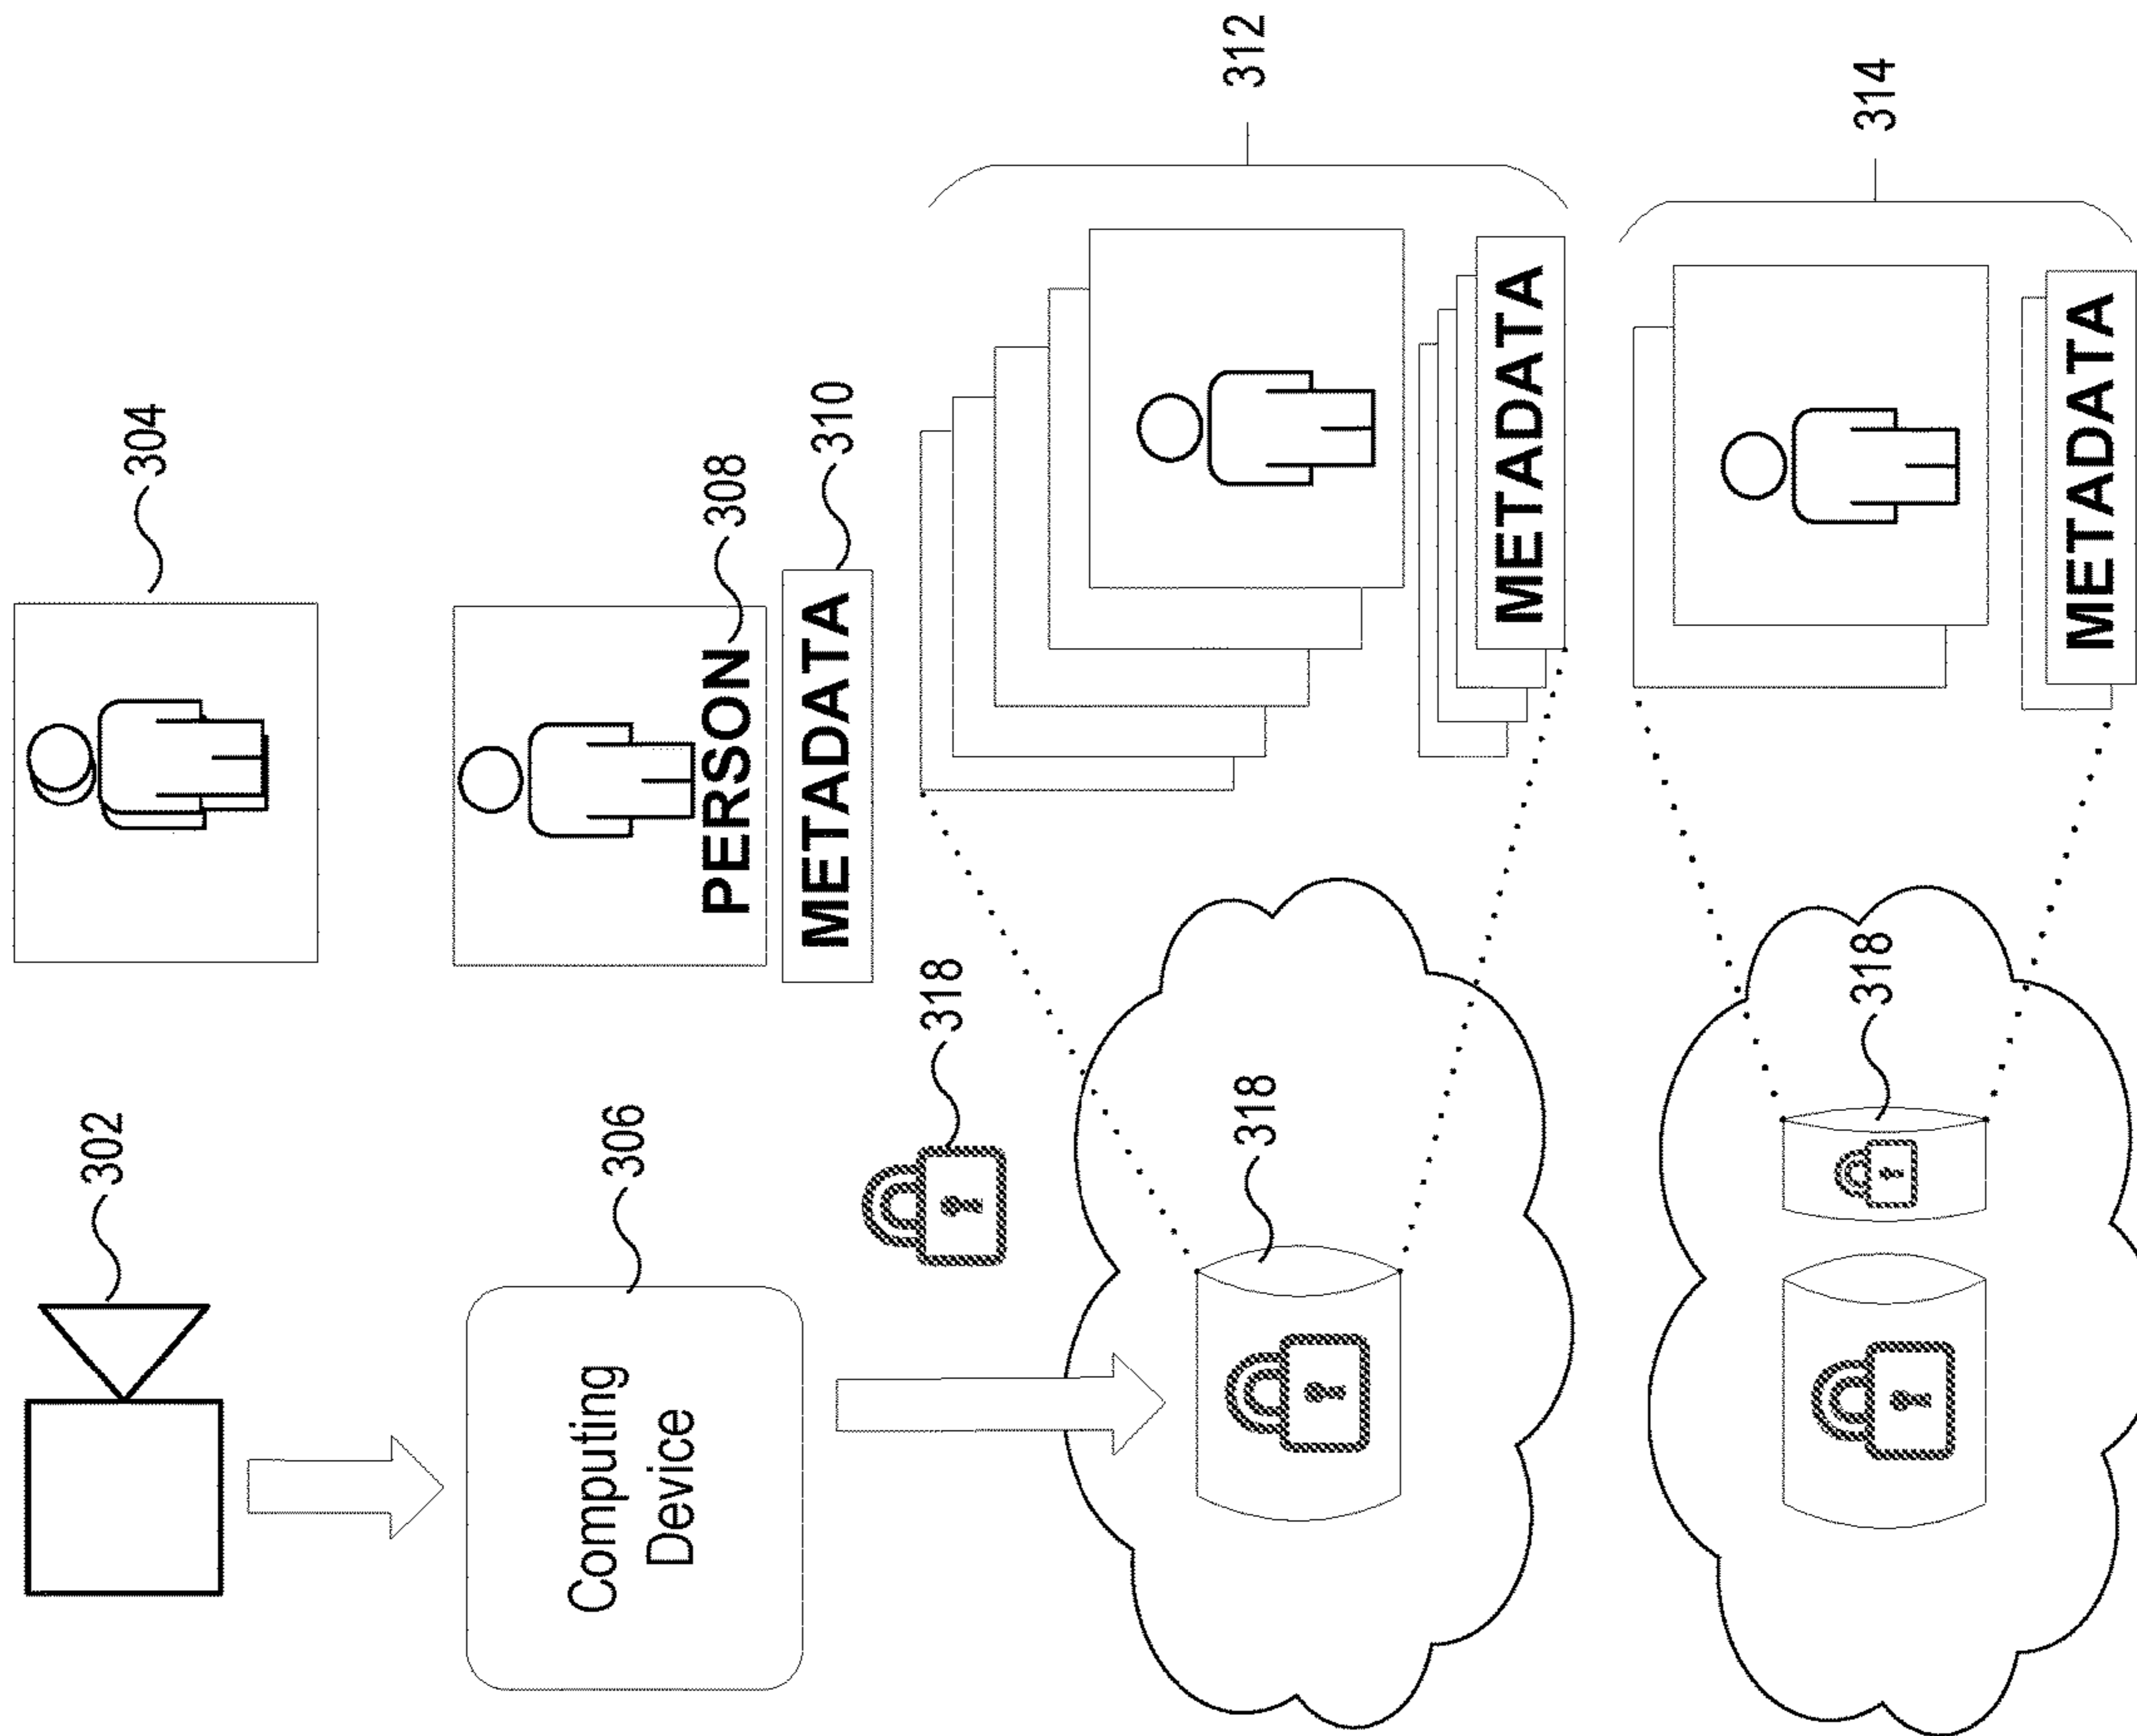 302
304
306
Computing
Device
PERSON
308
METADATA
310
318
318
METADATA
312
318
METADATA
314